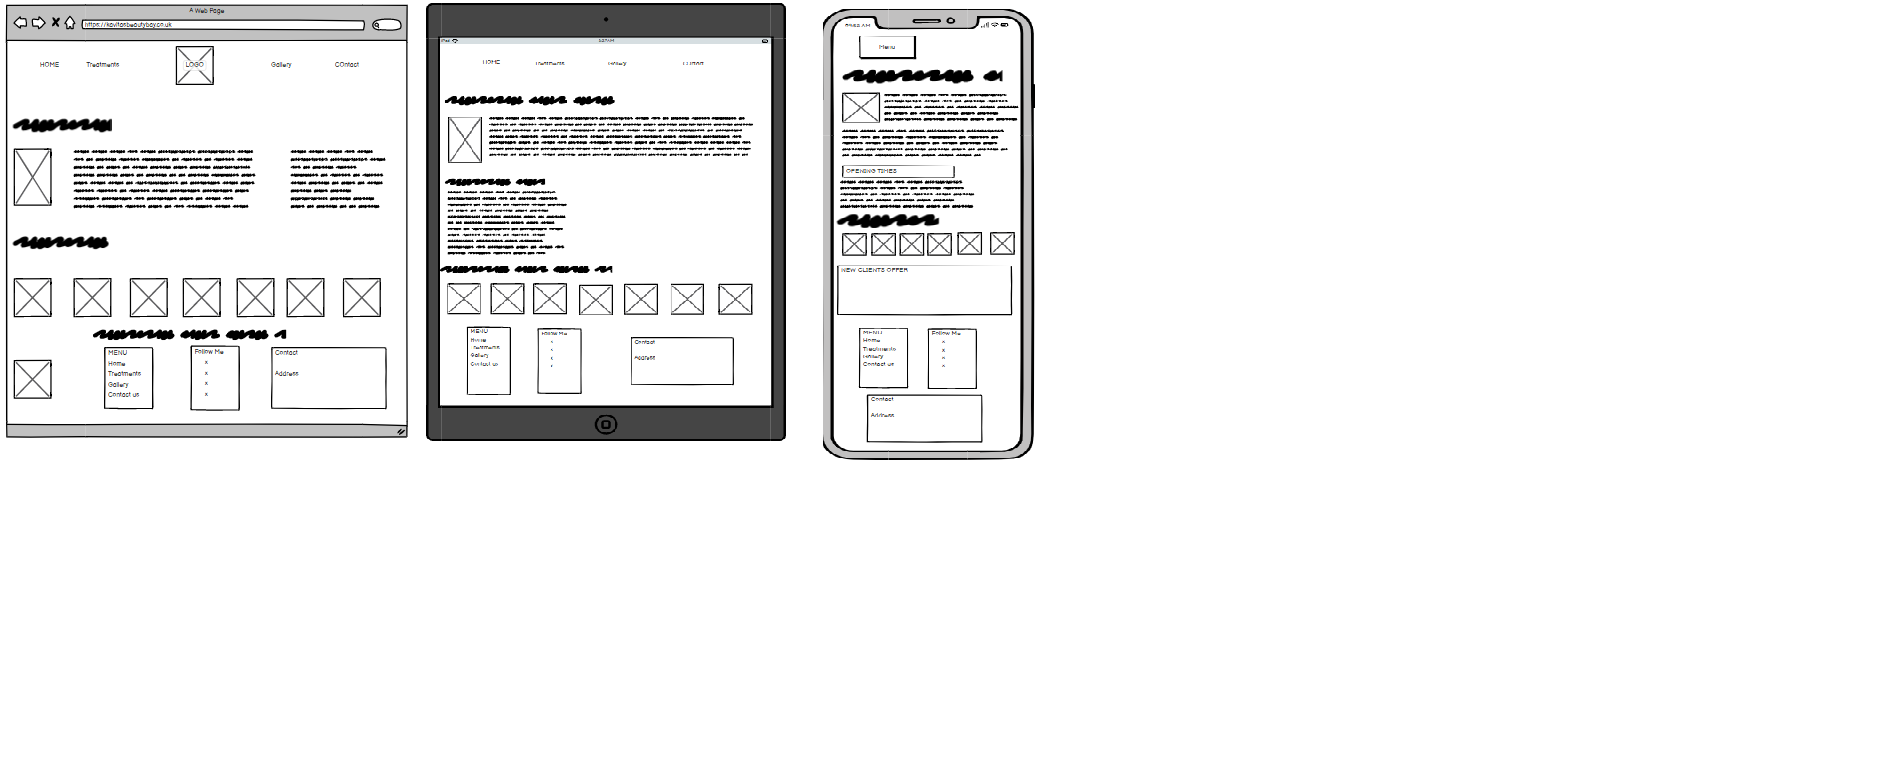 A Web Page
https://kavitasbeautybay.co.uk
HOME Treatments LOGO Gallery COntact
MENU
Home
Treatments
Gallery
Contact us
Follow Me
x
x
x
x
Contact
Address
iPad
HOME Treatments Gallery COntact
MENU
Home
Treatments
Gallery
Contact us
Follow Me
x
x
x
x
Contact
Address
Menu
OPENING TIMES
NEW CLIENTS OFFER
MENU
Home
Treatments
Gallery
Contact us
Follow Me
x
x
x
x
Contact
Address